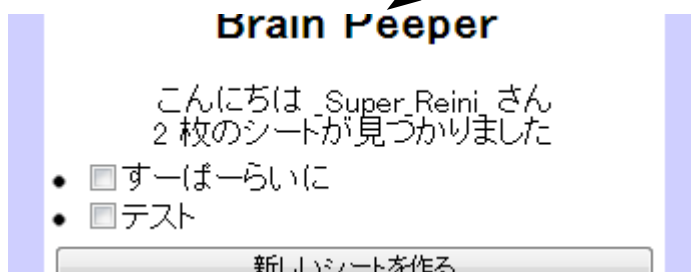 Brain Peeper
こんにちは _Super_Reini_ さん
2 枚のシートが見つかりました
すーぱーらいに
テスト
新しいシートを作る